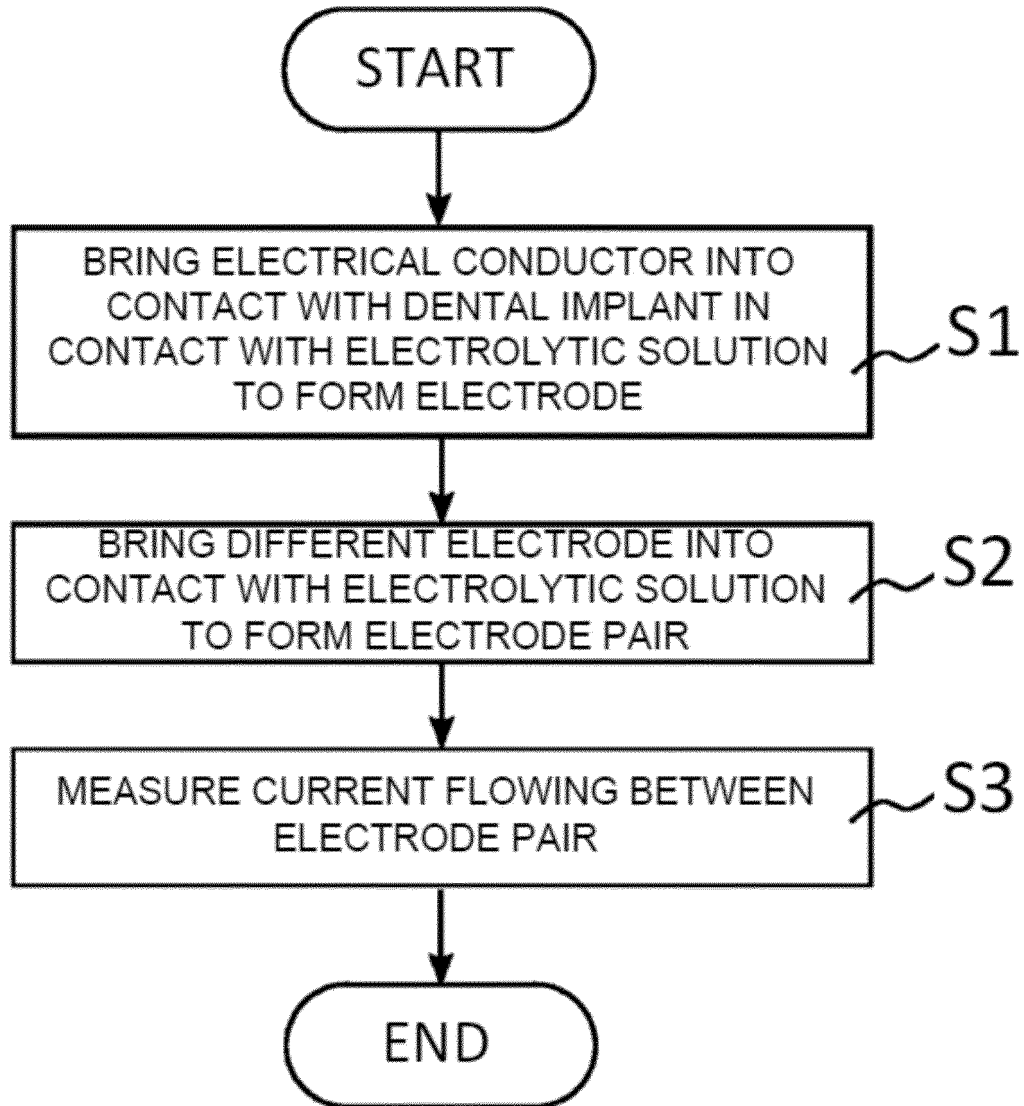 START
BRING ELECTRICAL CONDUCTOR INTO
CONTACT WITH DENTAL IMPLANT IN
CONTACT WITH ELECTROLYTIC SOLUTION
TO FORM ELECTRODE
S1
BRING DIFFERENT ELECTRODE INTO
CONTACT WITH ELECTROLYTIC SOLUTION
TO FORM ELECTRODE PAIR
S2
MEASURE CURRENT FLOWING BETWEEN
ELECTRODE PAIR
S3
END